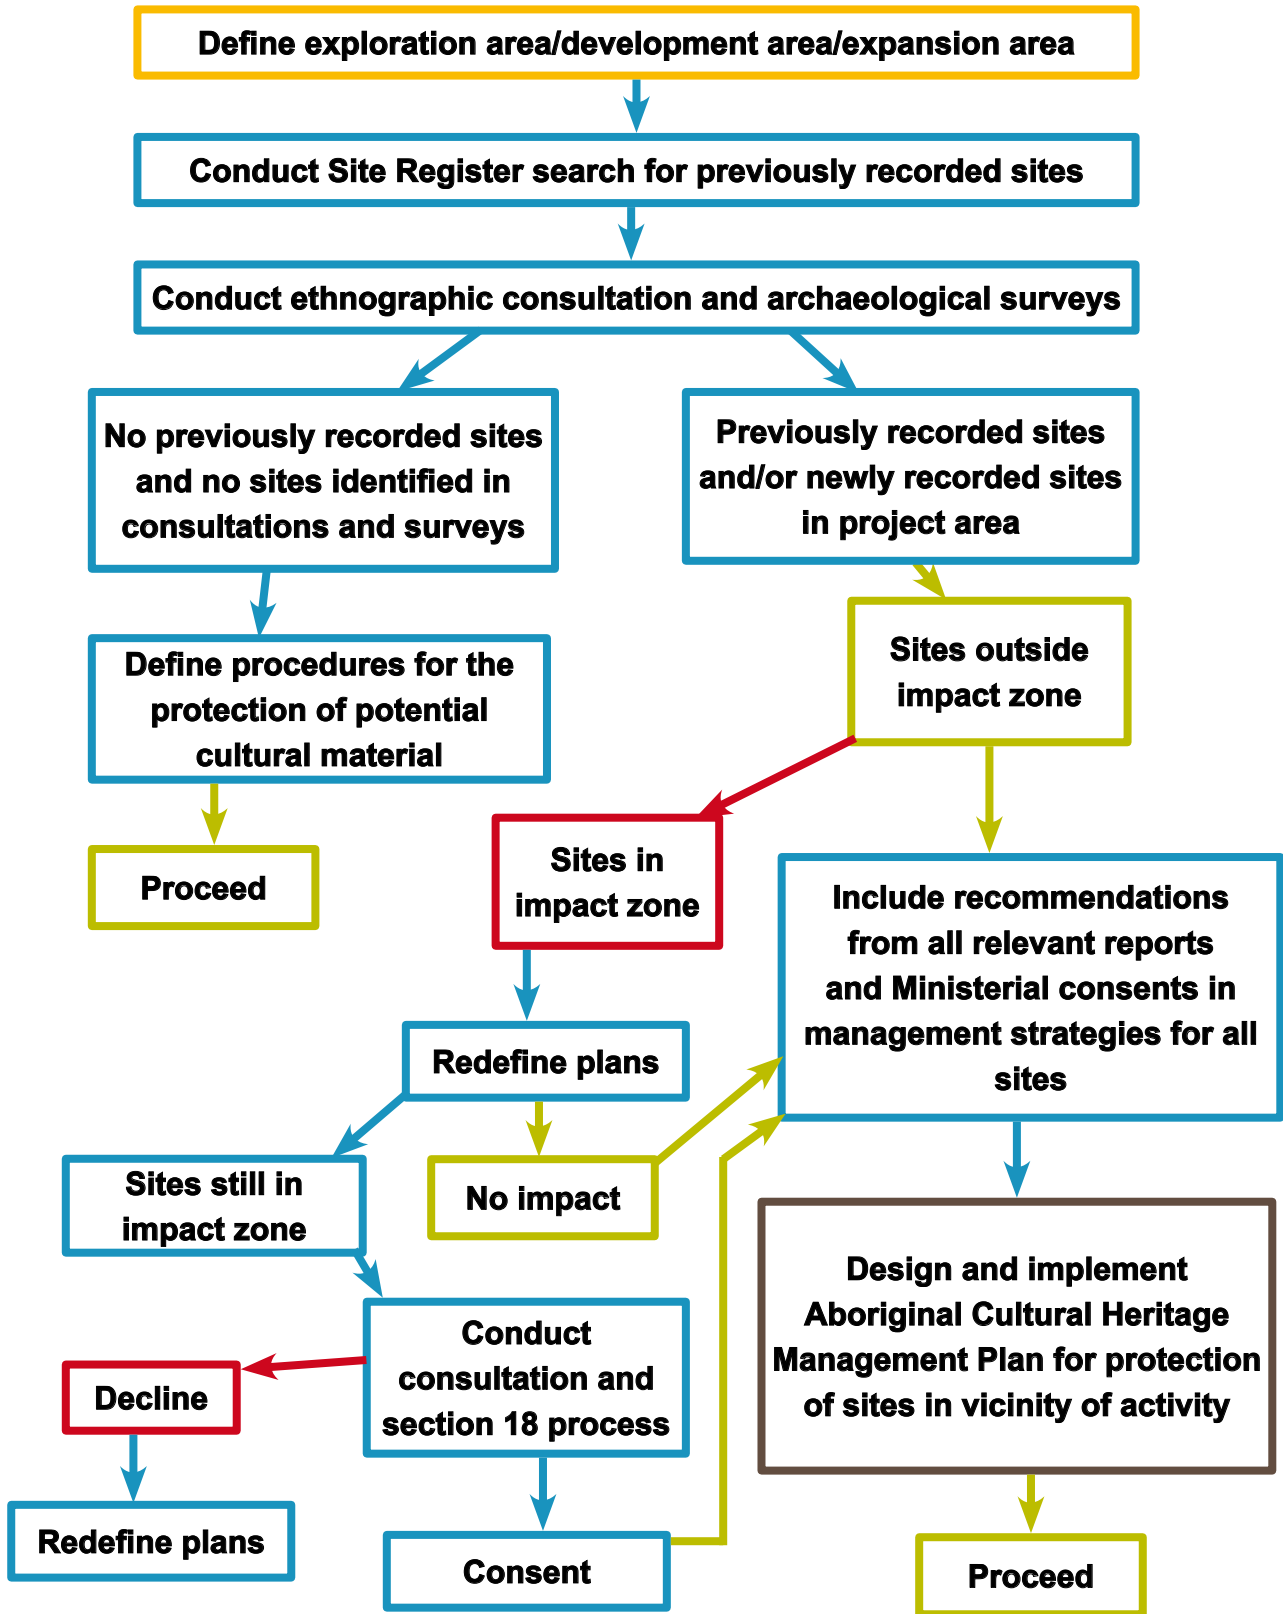 Define exploration area/development area/expansion area
Conduct Site Register search for previously recorded sites
Conduct ethnographic consultation and archaeological surveys
No previously recorded sites
and no sites identified in
consultations and surveys
Previously recorded sites
and/or newly recorded sites
in project area
Define procedures for the
protection of potential
cultural material
Sites outside
impact zone
Proceed
Sites in
impact zone
Include recommendations
from all relevant reports
and Ministerial consents in
management strategies for all
sites
Redefine plans
Sites still in
impact zone
No impact
Design and implement
Aboriginal Cultural Heritage
Management Plan for protection
of sites in vicinity of activity
Conduct
consultation and
section 18 process
Decline
Redefine plans
Consent
Proceed